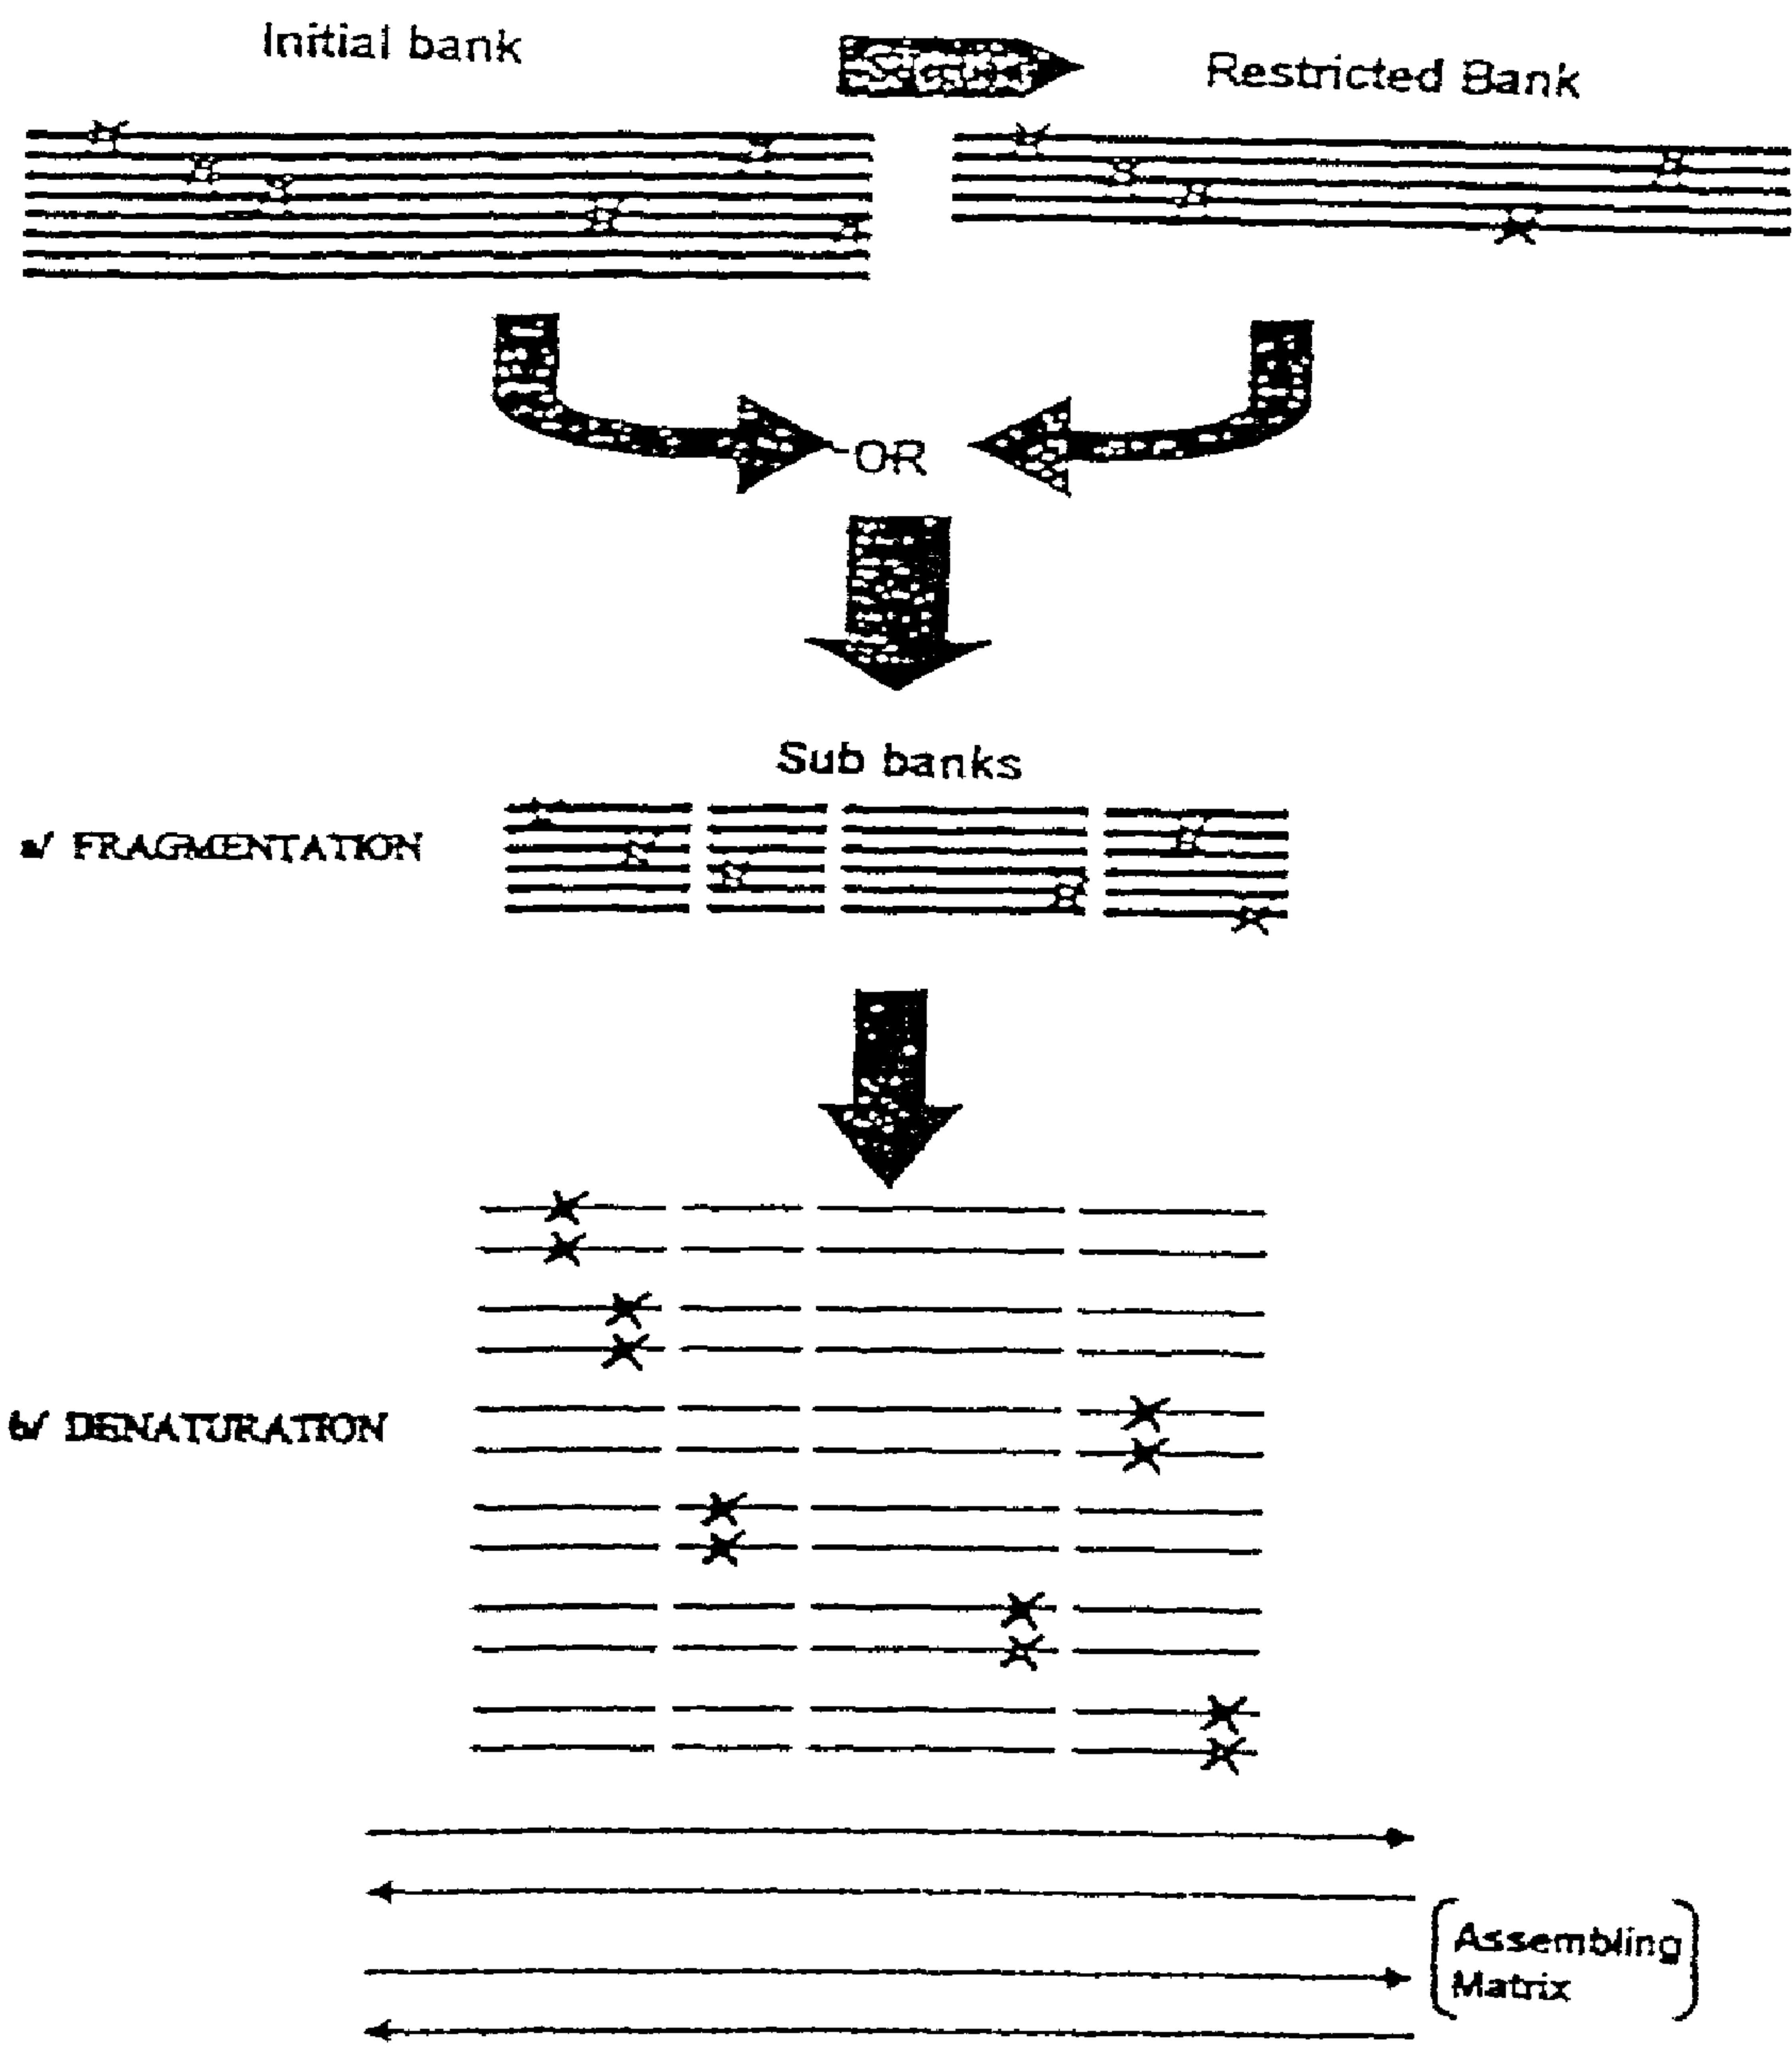 Initial bank
Restricted Bank
OR
Sub banks
a/ FRAGMENTATION
b/ DENATURATION
Assembling
Matrix